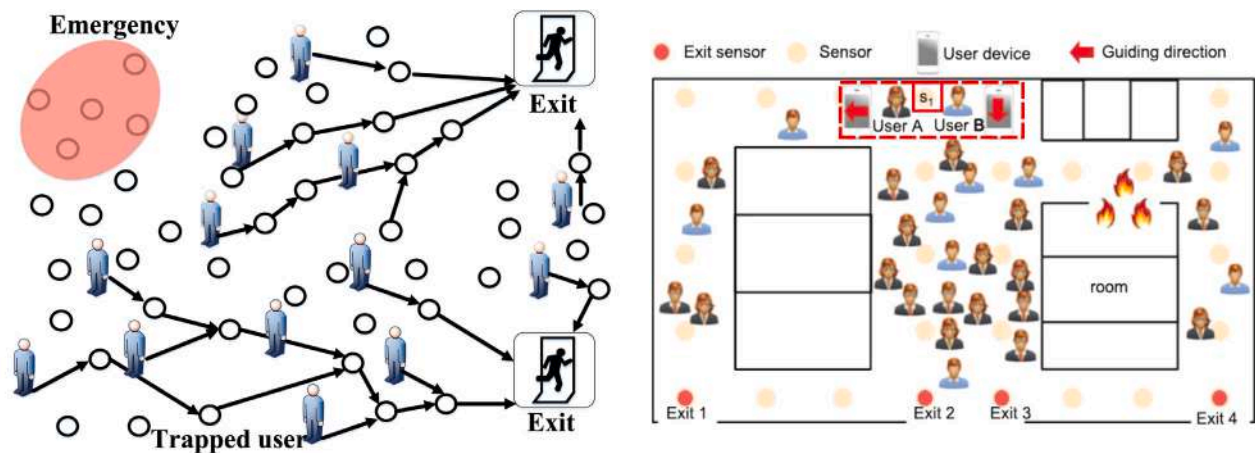 Emergency
Exit
Exit
Trapped user
Exit sensor
Sensor
User device
Guiding direction
S1
User A
User B
room
Exit 1
Exit 2
Exit 3
Exit 4